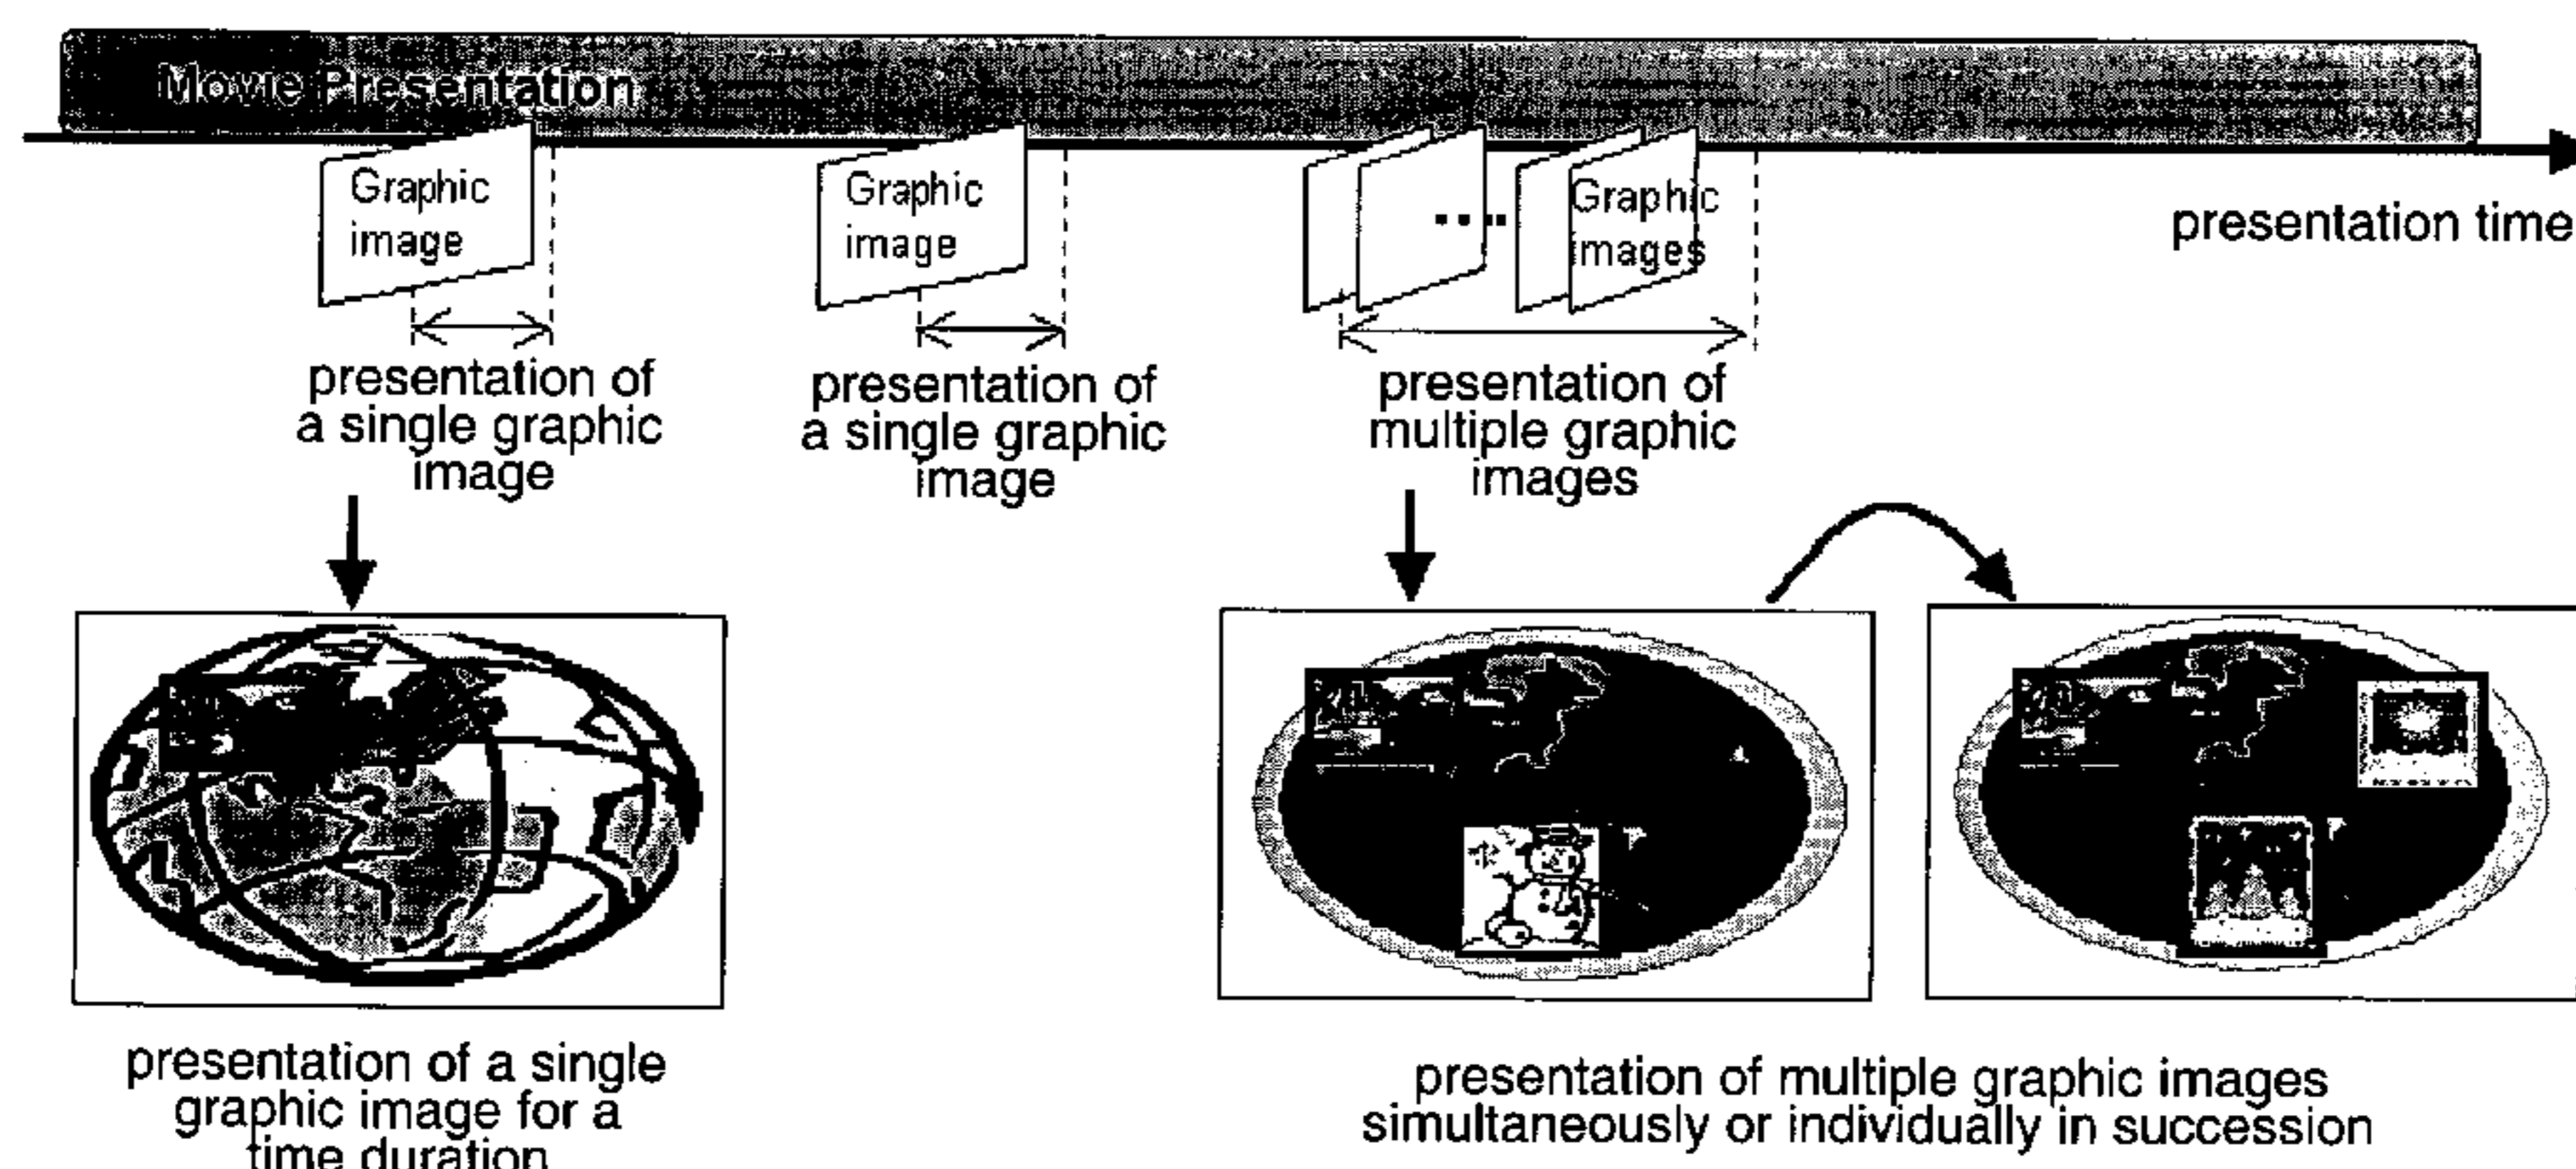 Movie Presentation
Graphic
image
Graphic
image
Graphic
images
presentation time
presentation of
a single graphic
image
presentation of
a single graphic
image
presentation of
multiple graphic
images
presentation of a single
graphic image for a
time duration
presentation of multiple graphic images
simultaneously or individually in succession